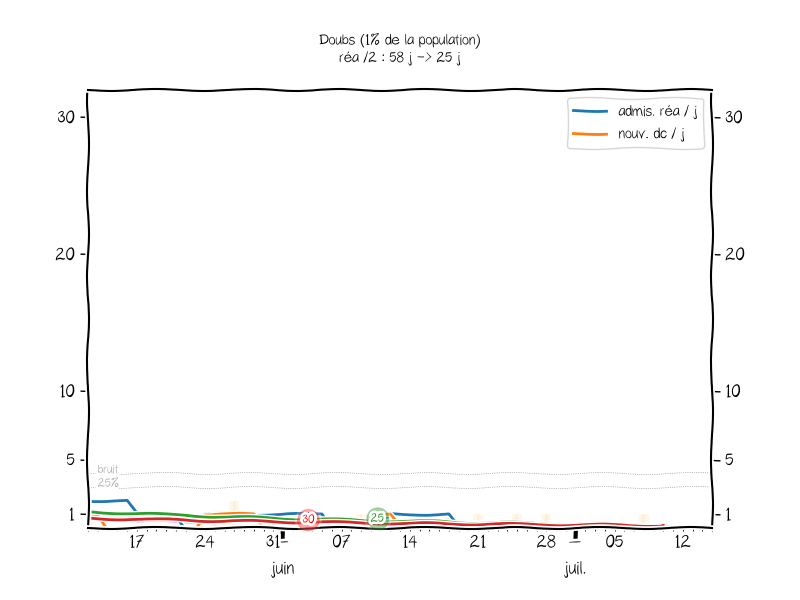 Doubs (1% de la population)
réa /2 : 58 j -> 25 j
30
30
admis. réa / j
nouv. dc / j
20
20
10
10
5
5
bruit
25%
1
1
30
25
17 24 31 07 14 21 28 05 12
juin juil.